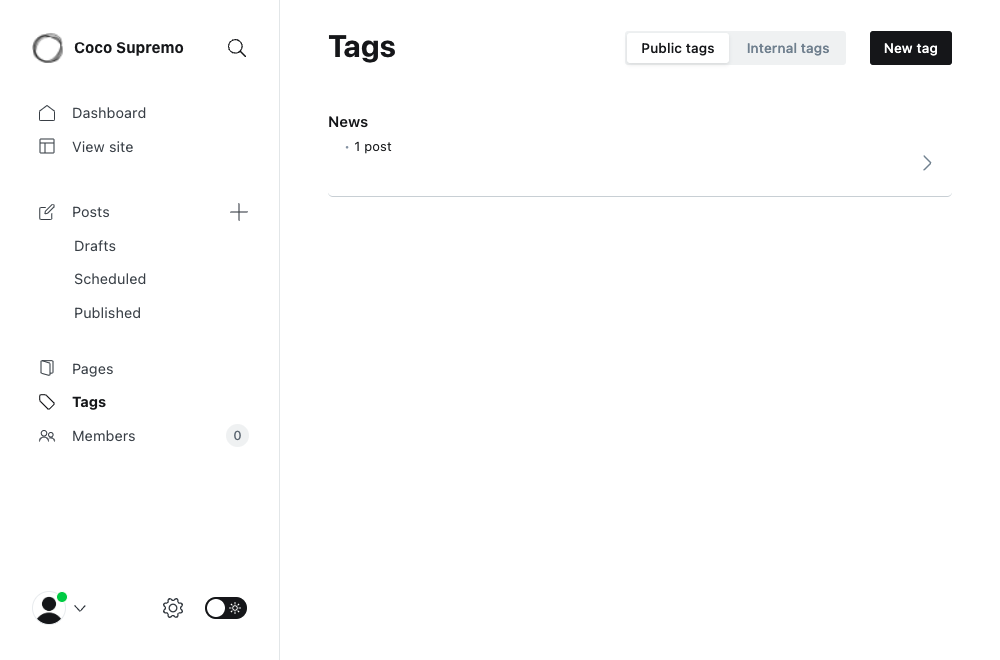 Coco Supremo
Dashboard
View site
Posts
Drafts
Scheduled
Published
Pages
Tags
Members 0
Tags
Public tags Internal tags New tag
News
· 1 post